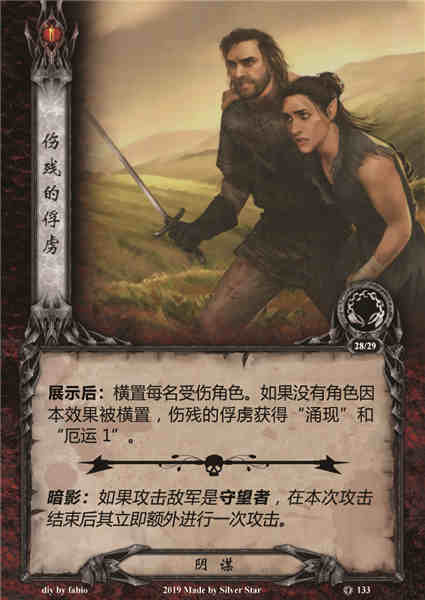 伤残的俘虏
28/29
展示后：横置每名受伤角色。如果没有角色因
本效果被横置，伤残的俘虏获得“涌现”和
“厄运 1”。
暗影：如果攻击敌军是守望者，在本次攻击
结束后其立即额外进行一次攻击。
阴谋
diy by fabio
2019 Made by Silver Star
133